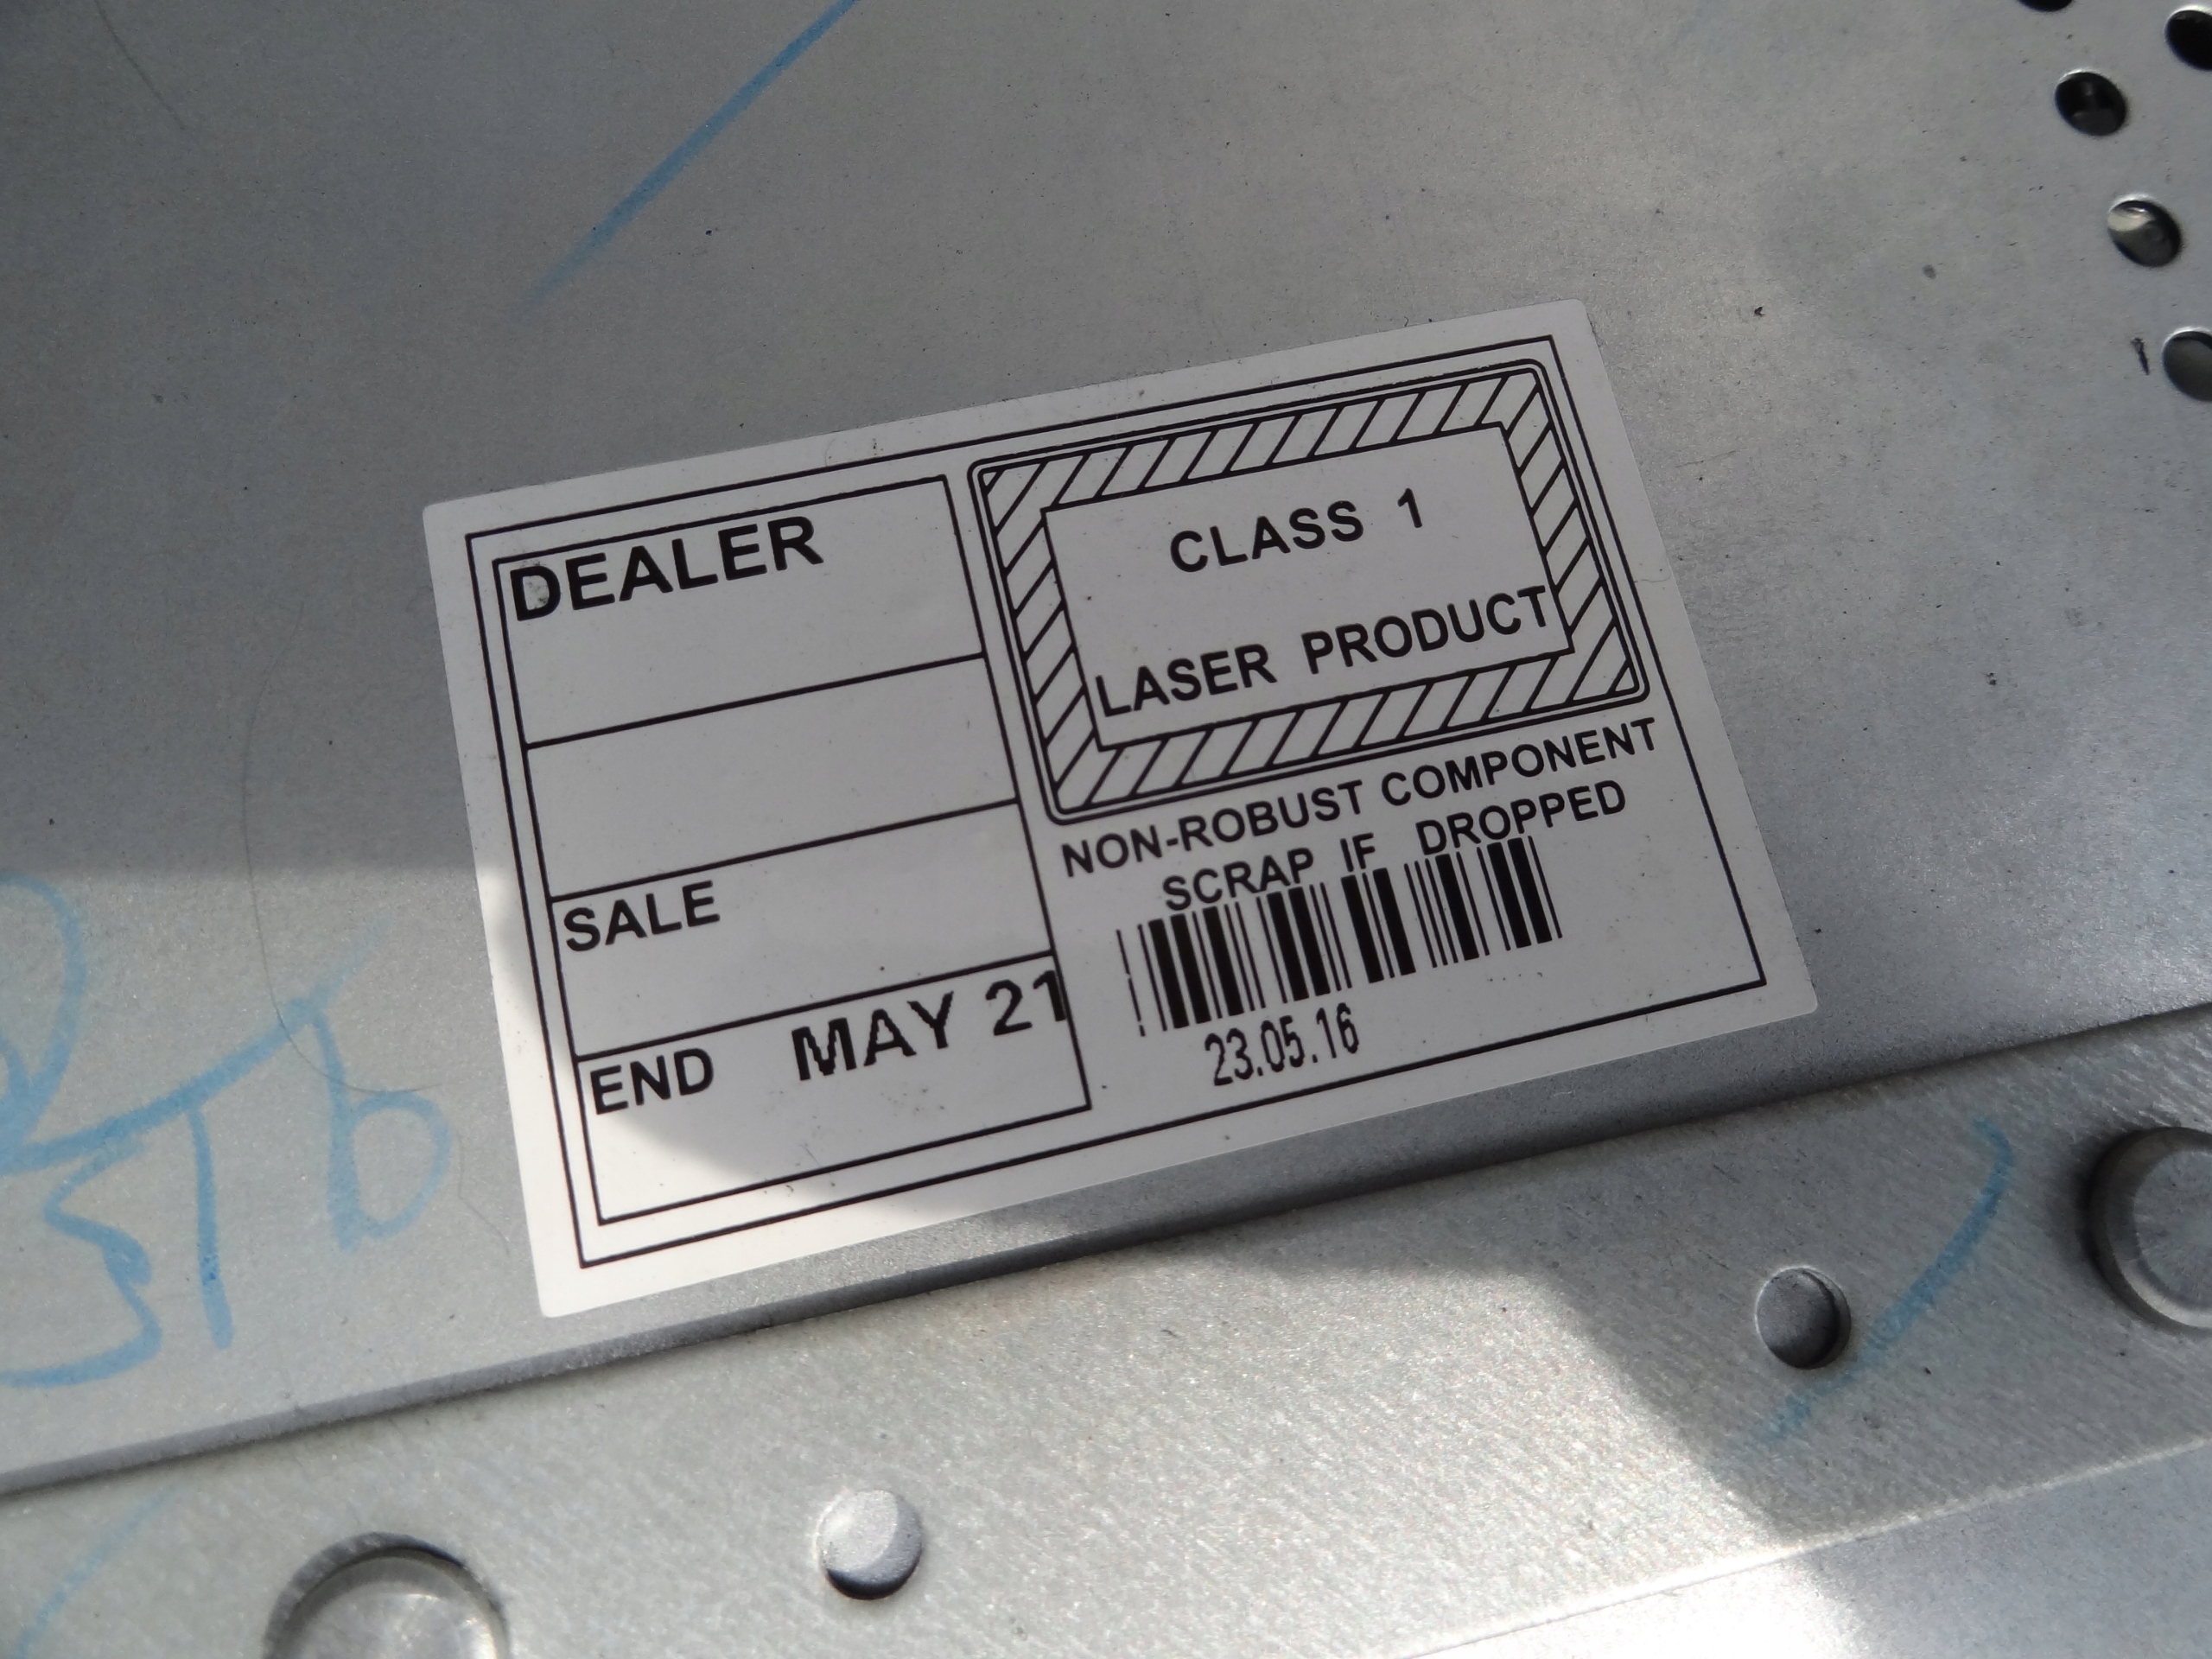 DEALER
SALE
END MAY 21
CLASS 1
LASER PRODUCT
NON-ROBUST COMPONENT
SCRAP IF DROPPED
23.05.16